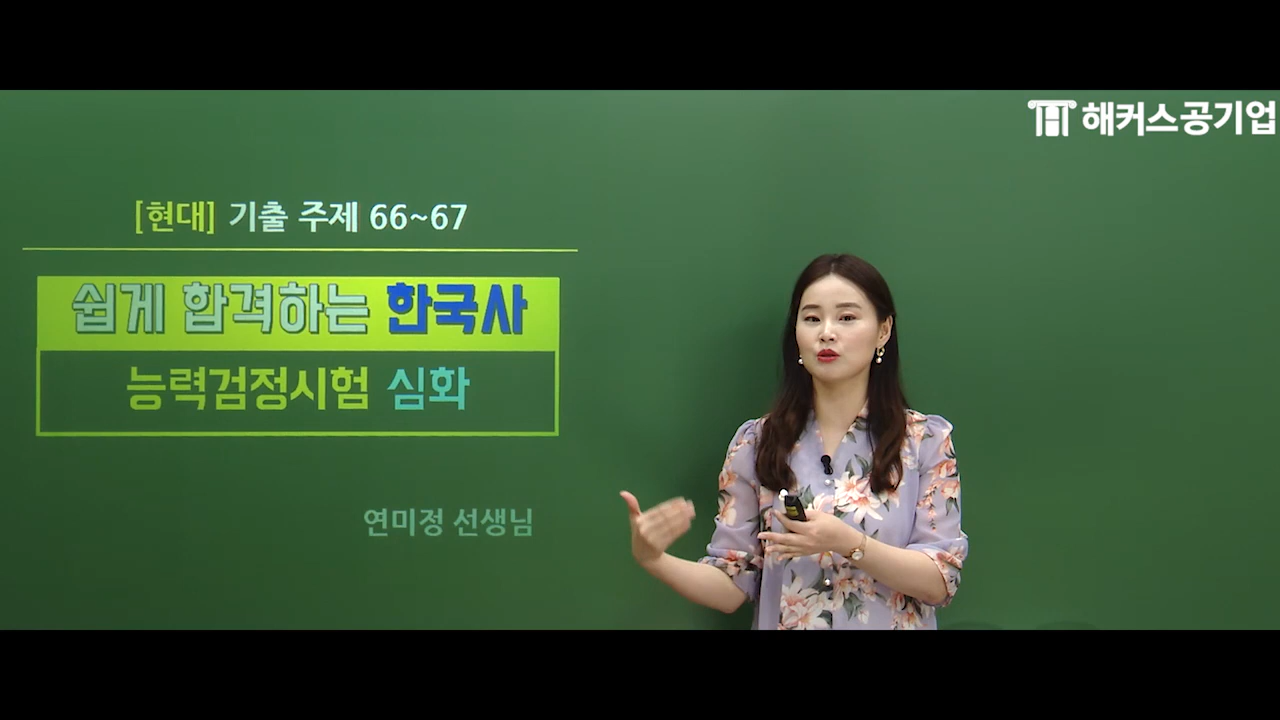 해커스공기업
[현대] 기출 주제 66~67
쉽게 합격하는 한국사
능력검정시험 심화
연미정 선생님